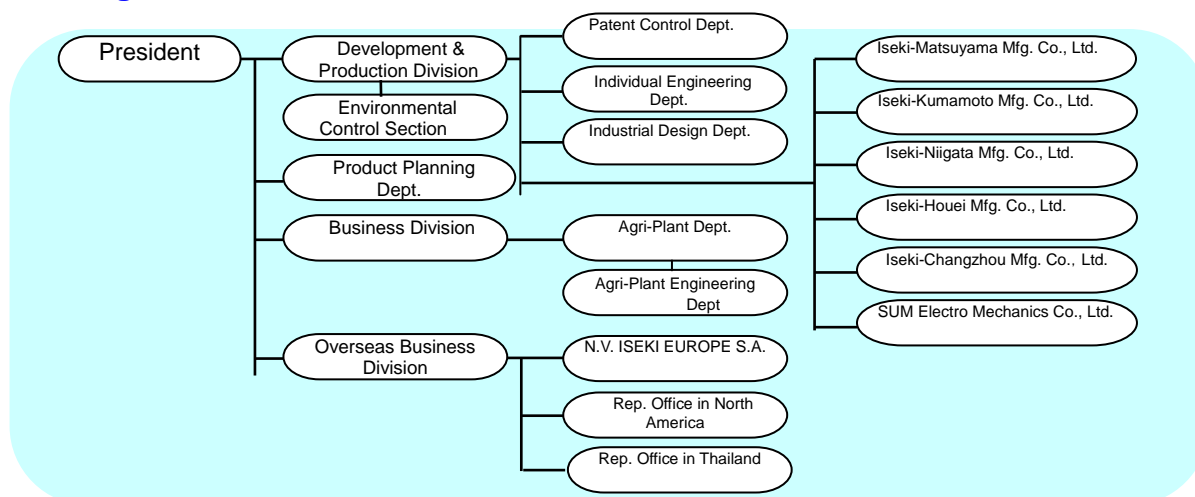 President
Development &
Production Division
Environmental
Control Section
Product Planning
Dept.
Business Division
Overseas Business
Division
Patent Control Dept.
Individual Engineering
Dept.
Industrial Design Dept.
Agri-Plant Dept.
Agri-Plant Engineering
Dept
N.V. ISEKI EUROPE S.A.
Rep. Office in North
America
Rep. Office in Thailand
Iseki-Matsuyama Mfg. Co., Ltd.
Iseki-Kumamoto Mfg. Co., Ltd.
Iseki-Niigata Mfg. Co., Ltd.
Iseki-Houei Mfg. Co., Ltd.
Iseki-Changzhou Mfg. Co., Ltd.
SUM Electro Mechanics Co., Ltd.